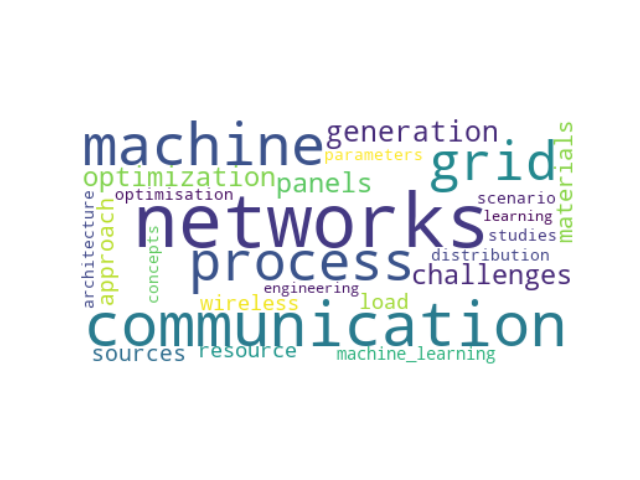 machine
generation
parameters
grid
materials
optimization
panels
optimisation
scenario
learning
networks
studies
architecture
approach
concepts
process
distribution
challenges
engineering
wireless
load
communication
sources
resource
machine_learning